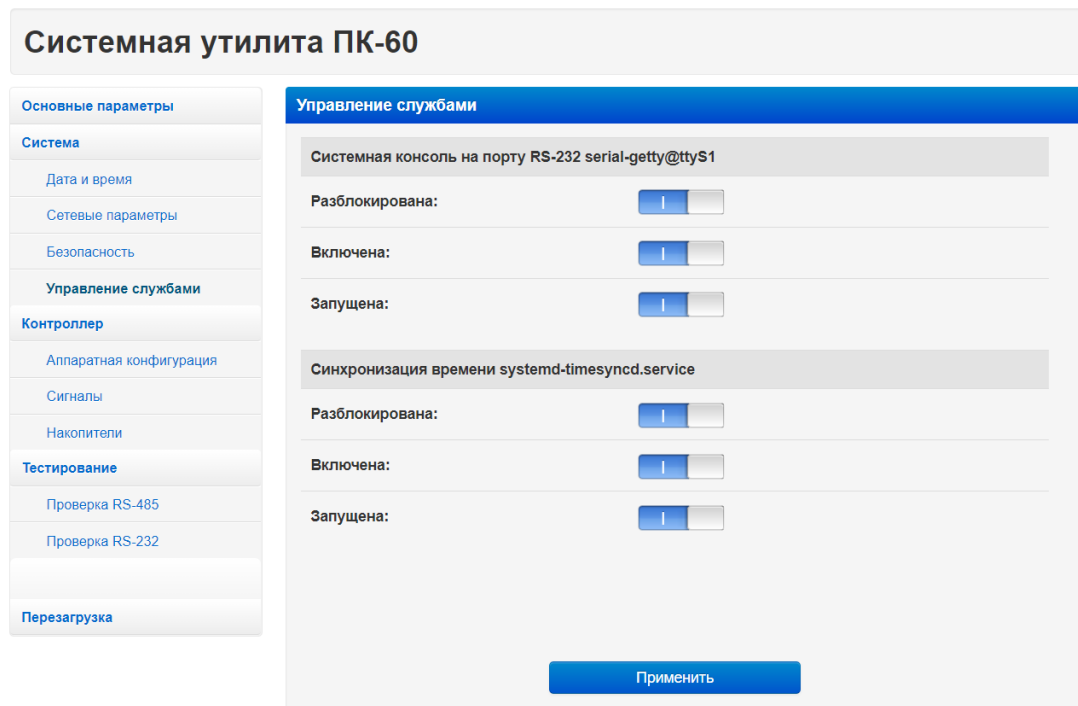 Системная утилита ПК-60
Основные параметры
Система
Дата и время
Сетевые параметры
Безопасность
Управление службами
Контроллер
Аппаратная конфигурация
Сигналы
Накопители
Тестирование
Проверка RS-485
Проверка RS-232
Перезагрузка
Управление службами
Системная консоль на порту RS-232 serial-getty@ttyS1
Разблокирована:
Включена:
Запущена:
Синхронизация времени systemd-timesyncd.service
Разблокирована:
Включена:
Запущена:
Применить